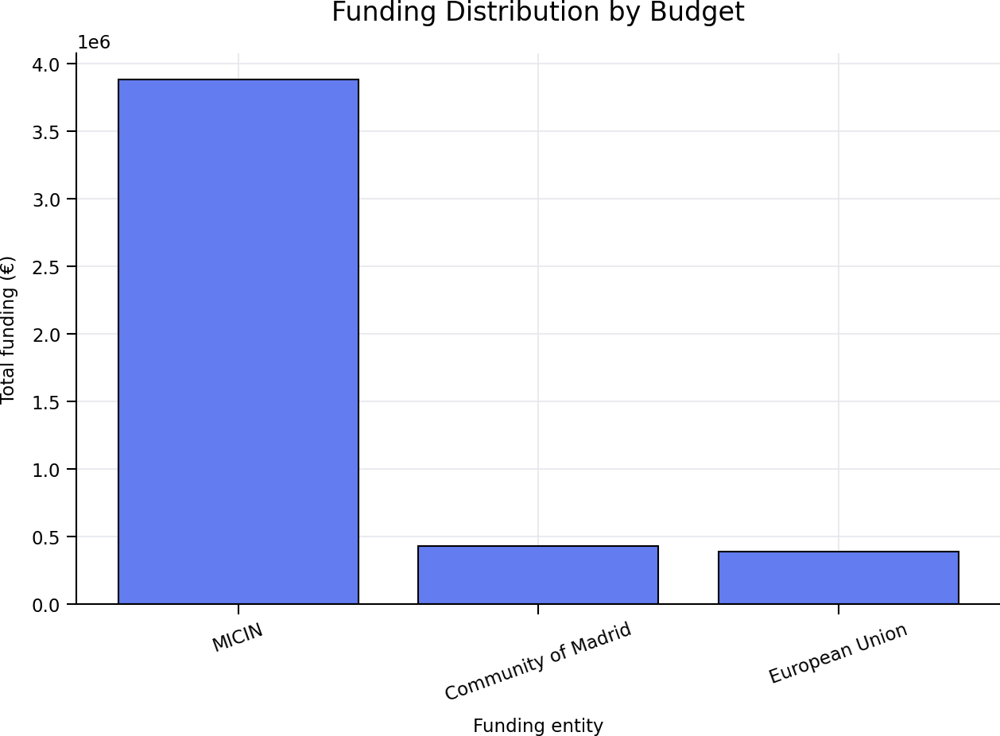 Funding Distribution by Budget
1e6
4.0
3.5
3.0
2.5
2.0
1.5
1.0
0.5
0.0
Total funding (€)
MICIN
Community of Madrid
European Union
Funding entity